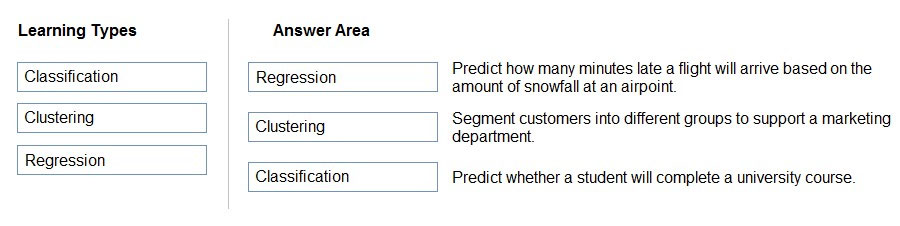 Learning Types
Answer Area
Classification
Clustering
Regression
Regression
Predict how many minutes late a flight will arrive based on the
amount of snowfall at an airpoint.
Clustering
Segment customers into different groups to support a marketing
department.
Classification
Predict whether a student will complete a university course.